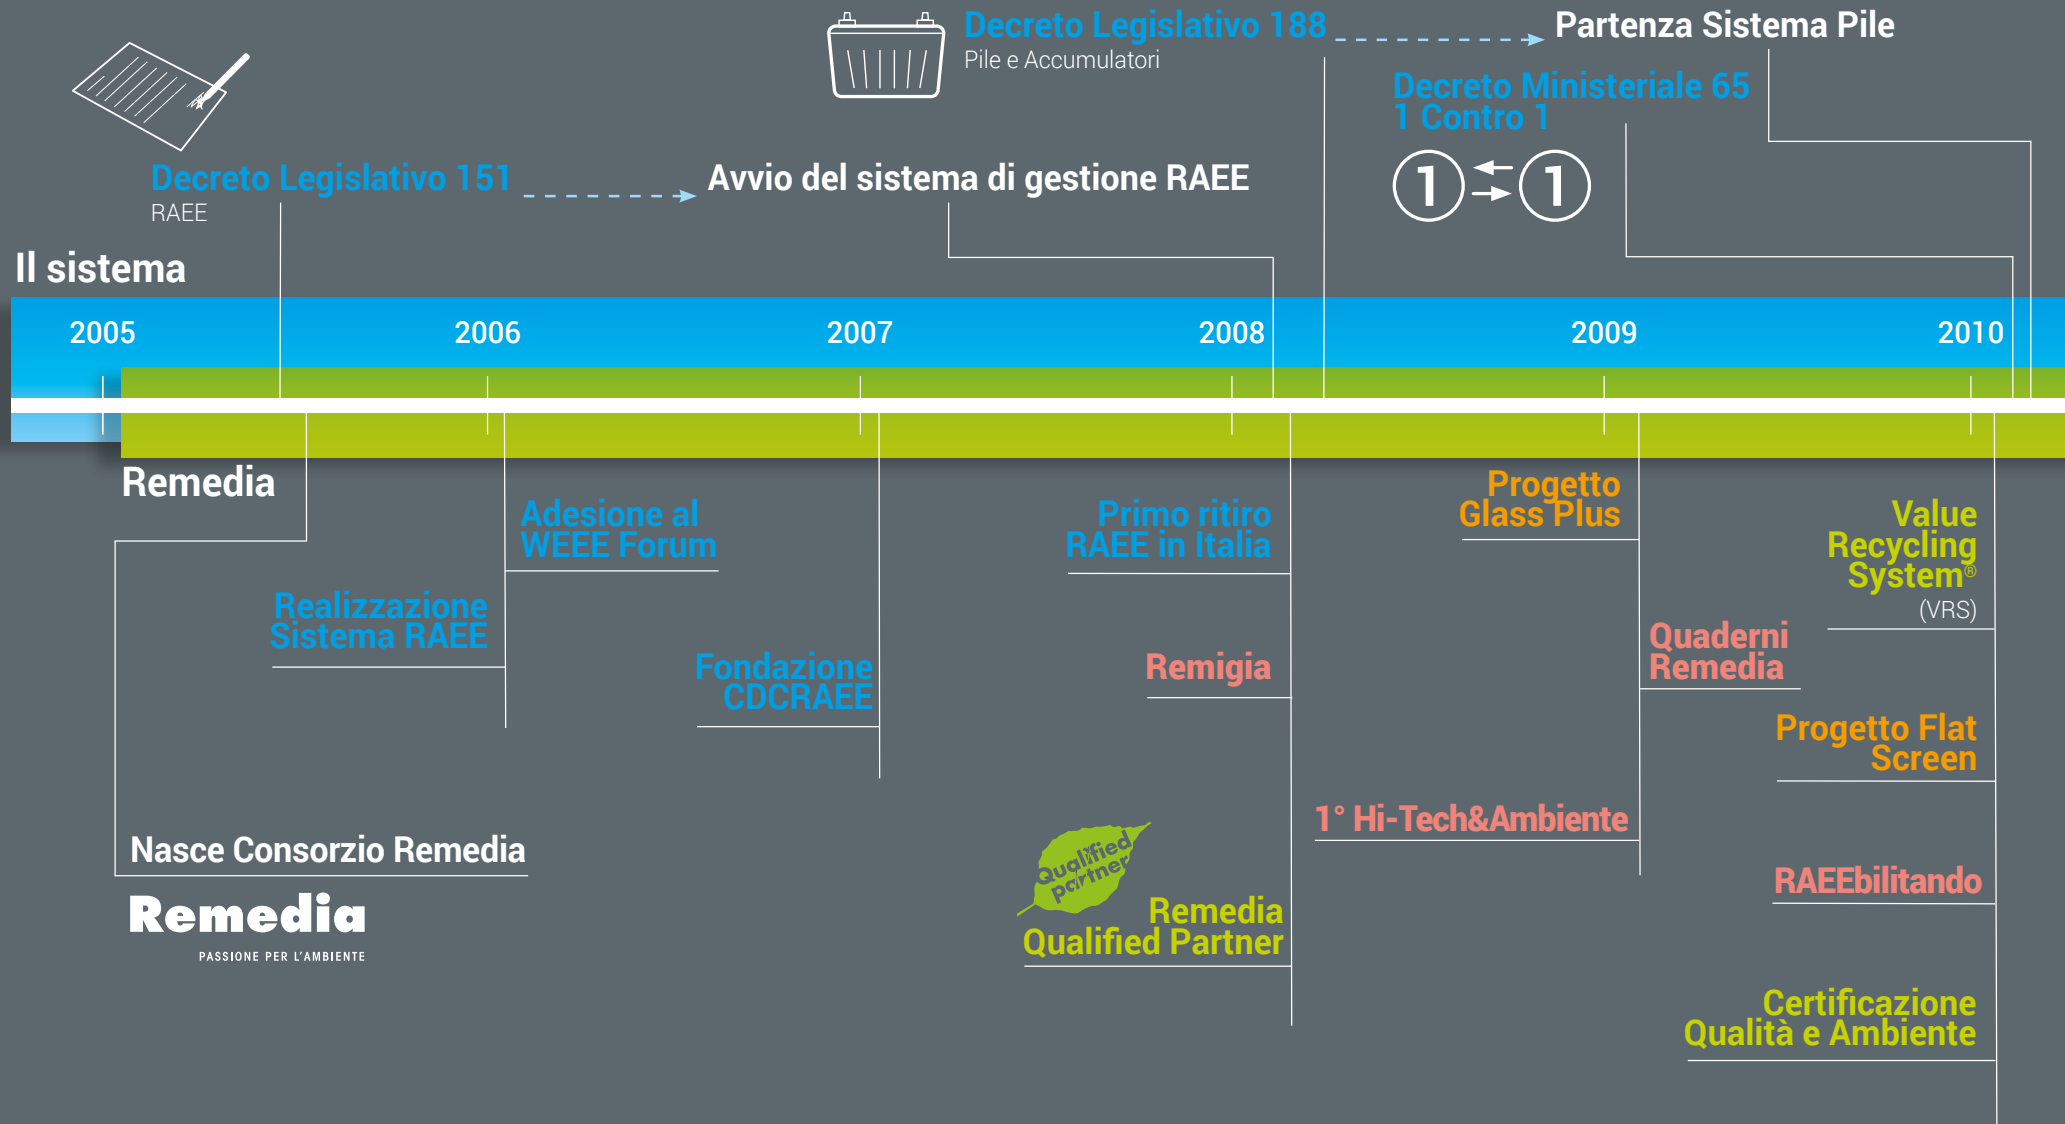 Decreto Legislativo 188
Pile e Accumulatori
Partenza Sistema Pile
Decreto Ministeriale 65
1 Contro 1
1 1
Decreto Legislativo 151
RAEE
Avvio del sistema di gestione RAEE
Il sistema
2005 2006 2007 2008 2009 2010
Remedia
Adesione al
WEEE Forum
Realizzazione
Sistema RAEE
Fondazione
CDCRAEE
Primo ritiro
RAEE in Italia
Remigia
Progetto
Glass Plus
Quaderni
Remedia
Value
Recycling
System®
(VRS)
Progetto Flat
Screen
1° Hi-Tech&Ambiente
RAEEbilitando
Nasce Consorzio Remedia
Remedia
PASSIONE PER L'AMBIENTE
Qualified
partner
Remedia
Qualified Partner
Certificazione
Qualità e Ambiente